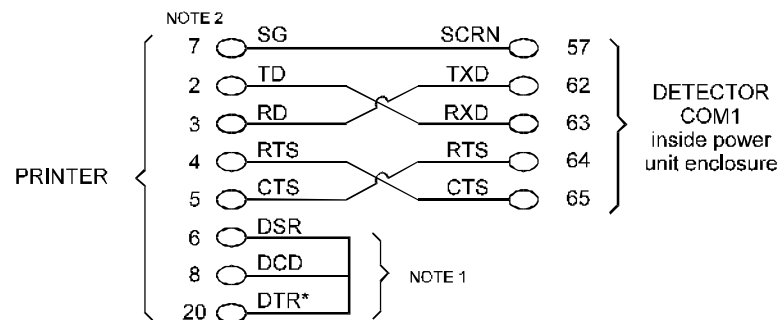 NOTE 2
7 SG SCRN 57
2 TD TXD 62
3 RD RXD 63
4 RTS RTS 64
5 CTS CTS 65
6 DSR
8 DCD
20 DTR*
PRINTER
DETECTOR
COM1
inside power
unit enclosure
NOTE 1